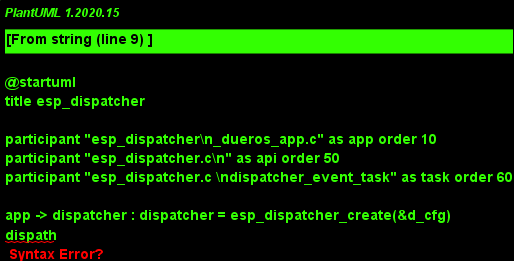 PlantUML 1.2020.15
[From string (line 9) ]
@startuml
title esp_dispatcher
participant "esp_dispatcher\n_dueros_app.c" as app order 10
participant "esp_dispatcher.c\n" as api order 50
participant "esp_dispatcher.c \ndispatcher_event_task" as task order 60
app -> dispatcher : dispatcher = esp_dispatcher_create(&d_cfg)
dispath
Syntax Error?